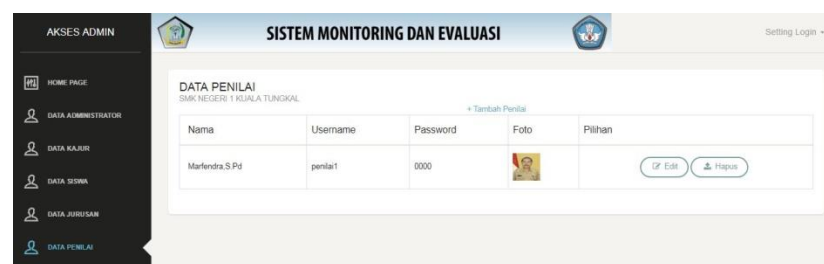 AKSES ADMIN
SISTEM MONITORING DAN EVALUASI
Setting Login
HOME PAGE
DATA ADMINISTRATOR
DATA KAJUR
DATA SISWA
DATA JURUSAN
DATA PENILAI
DATA PENILAI
SMK NEGERI 1 KUALA TUNGKAL
+ Tambah Penilai
Nama Username Password Foto Pilihan
Marfendra,S.Pd penilai1 0000 Edit Hapus